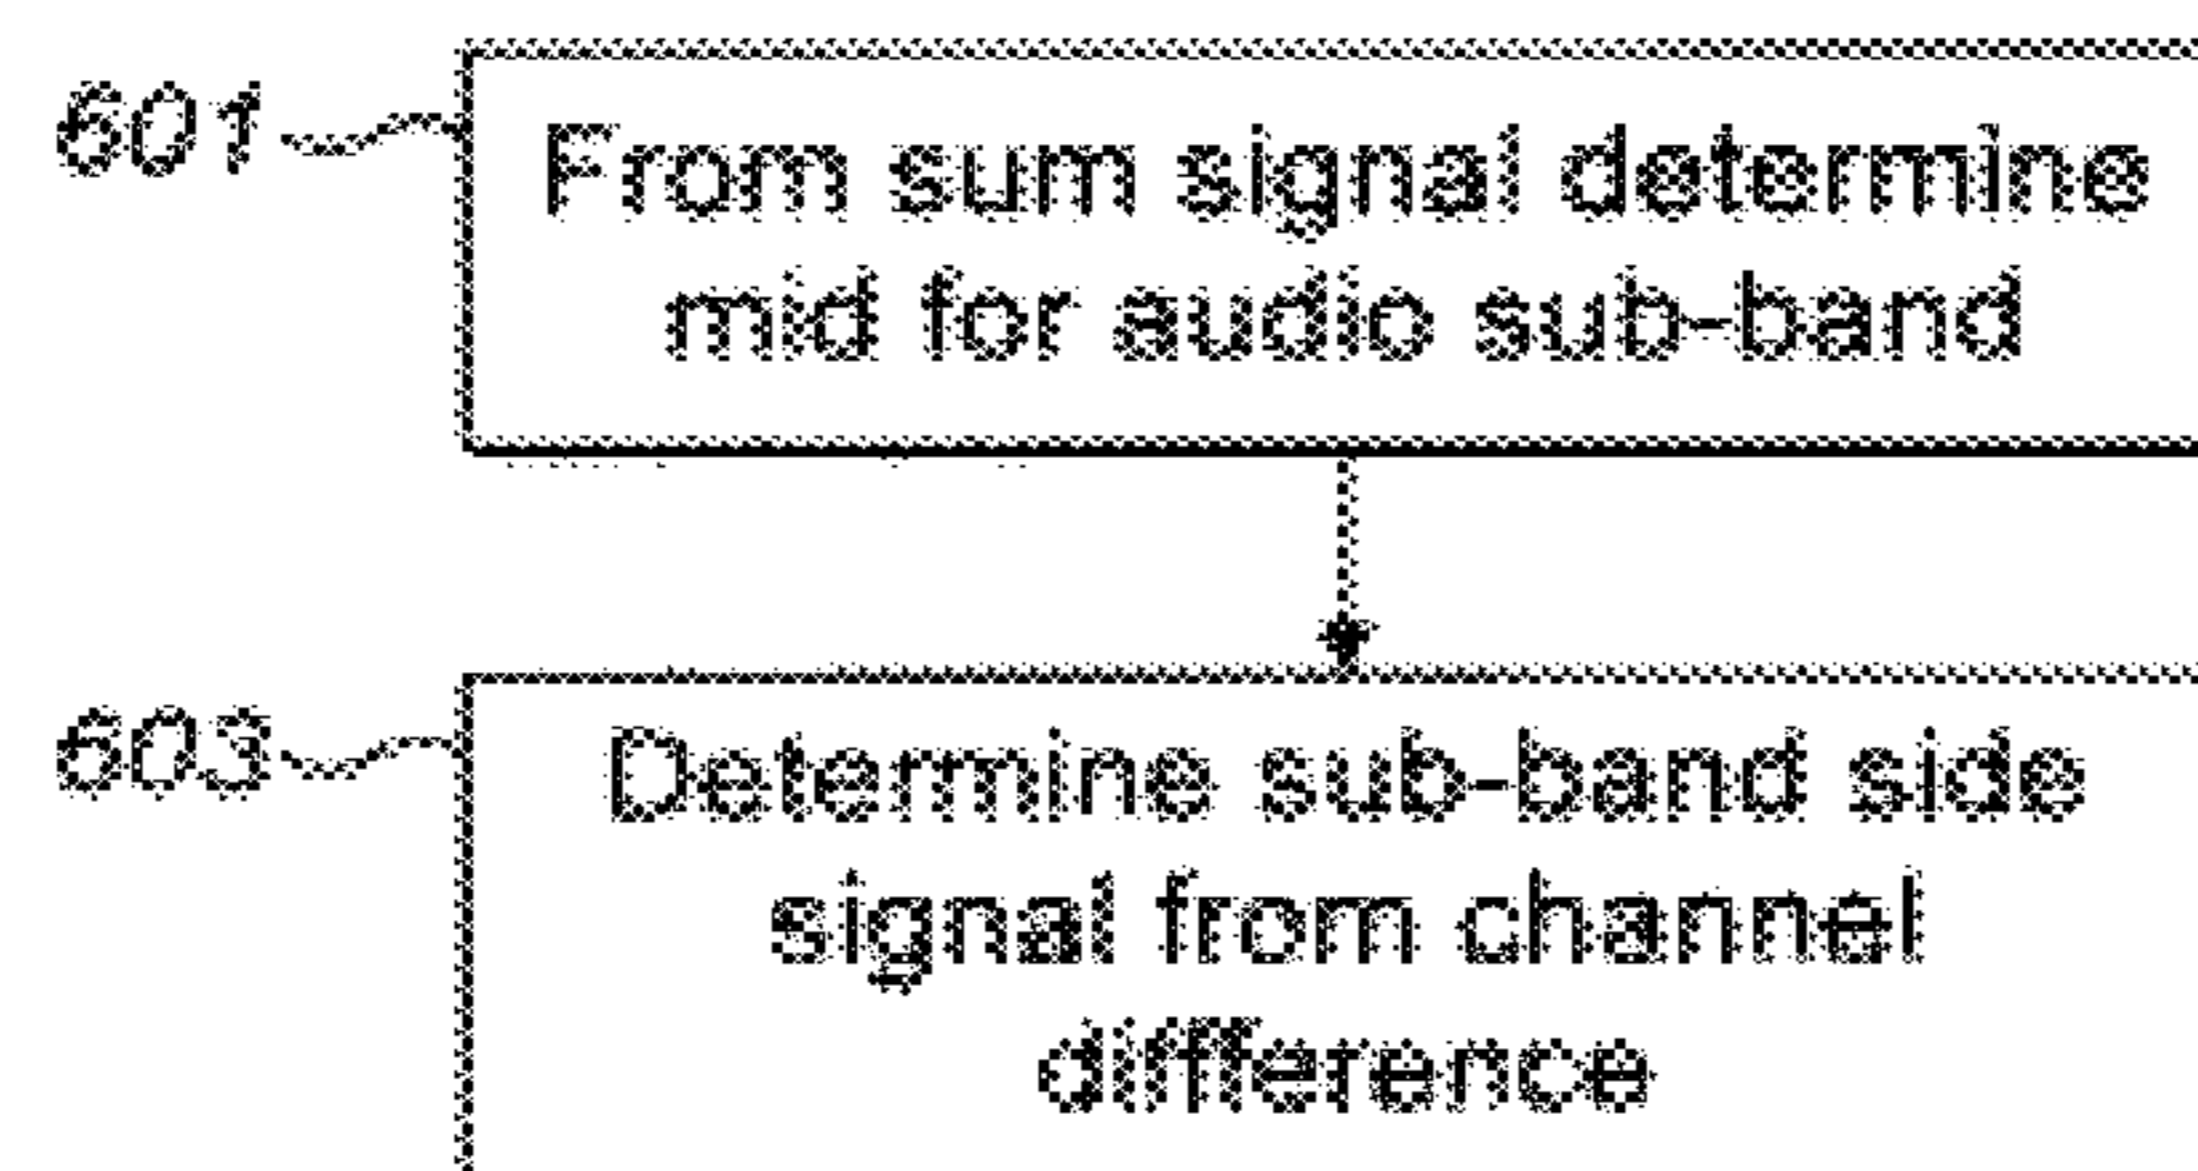 601
From sum signal determine
mid for audio sub-band
603
Determine sub-band side
signal from channel
difference